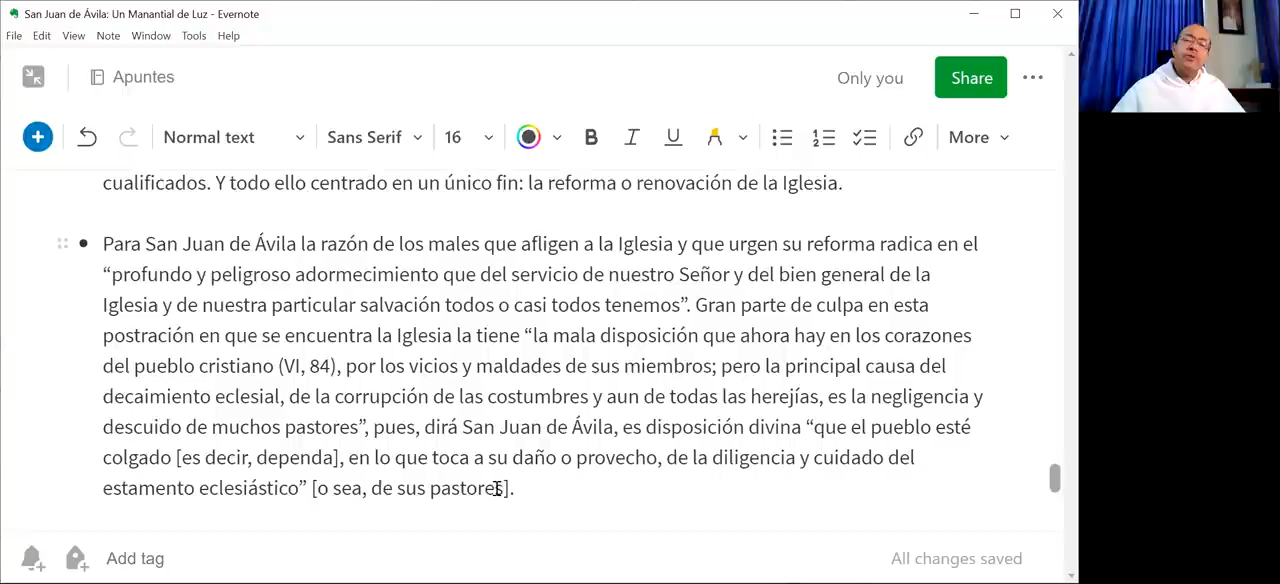 San Juan de Ávila: Un Manantial de Luz - Evernote
File Edit View Note Window Tools Help
Apuntes
Only you
Share
Normal text
Sans Serif
16
B I U
More
cualificados. Y todo ello centrado en un único fin: la reforma o renovación de la Iglesia.
Para San Juan de Ávila la razón de los males que afligen a la Iglesia y que urgen su reforma radica en el
“profundo y peligroso adormecimiento que del servicio de nuestro Señor y del bien general de la
Iglesia y de nuestra particular salvación todos o casi todos tenemos”. Gran parte de culpa en esta
postración en que se encuentra la Iglesia la tiene “la mala disposición que ahora hay en los corazones
del pueblo cristiano (VI, 84), por los vicios y maldades de sus miembros; pero la principal causa del
decaimiento eclesial, de la corrupción de las costumbres y aun de todas las herejías, es la negligencia y
descuido de muchos pastores”, pues, dirá San Juan de Ávila, es disposición divina “que el pueblo esté
colgado [es decir, dependa], en lo que toca a su daño o provecho, de la diligencia y cuidado del
estamento eclesiástico” [o sea, de sus pastores].
Add tag
All changes saved